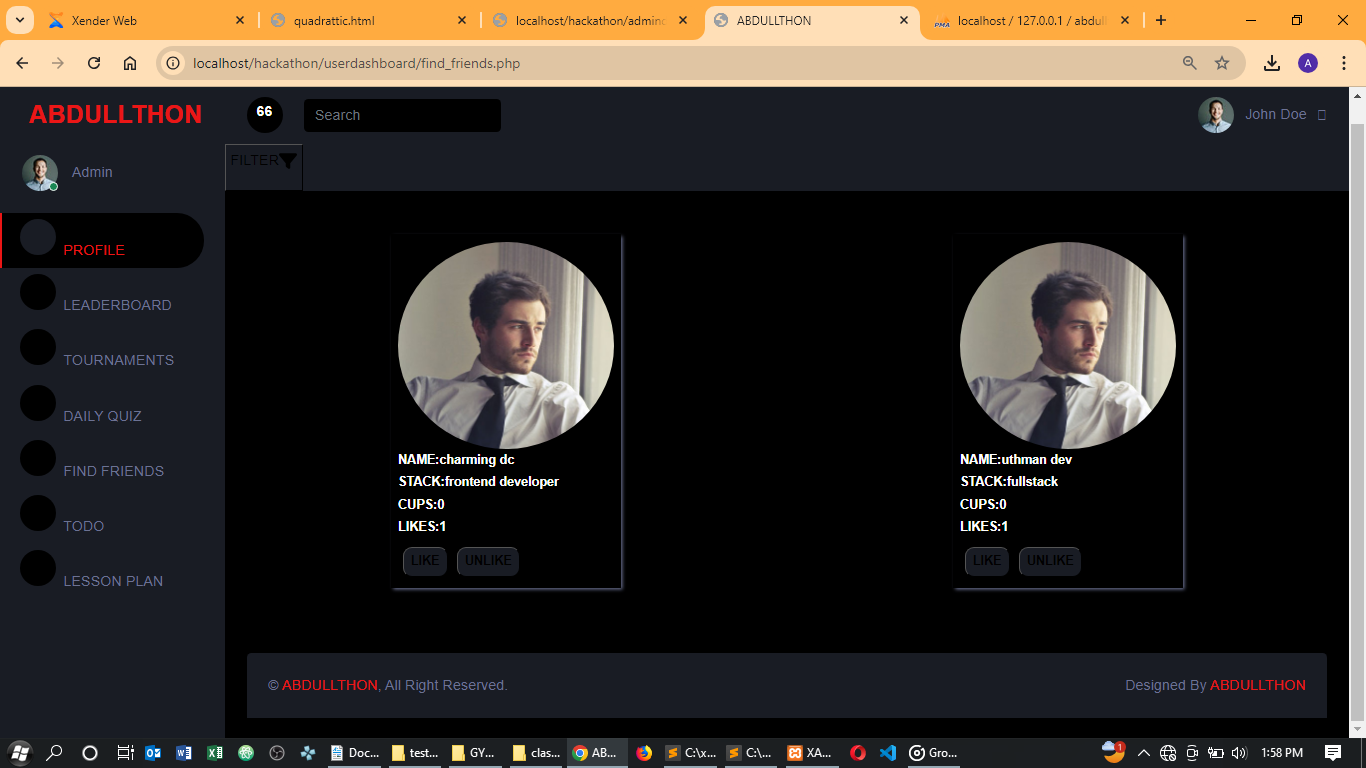 Xender Web
quadrattic.html
localhost/hackathon/admin
ABDULLTHON
localhost / 127.0.0.1 / abdull
localhost/hackathon/userdashboard/find_friends.php
A
ABDULLTHON
66
Search
John Doe
Admin
FILTER
PROFILE
LEADERBOARD
TOURNAMENTS
DAILY QUIZ
FIND FRIENDS
TODO
LESSON PLAN
NAME:charming dc
STACK:frontend developer
CUPS:0
LIKES:1
LIKE UNLIKE
NAME:uthman dev
STACK:fullstack
CUPS:0
LIKES:1
LIKE UNLIKE
© ABDULLTHON, All Right Reserved.
Designed By ABDULLTHON
Doc... test... GY... clas... AB... C:\x... C:\... XA... Gro... 1 1:58 PM